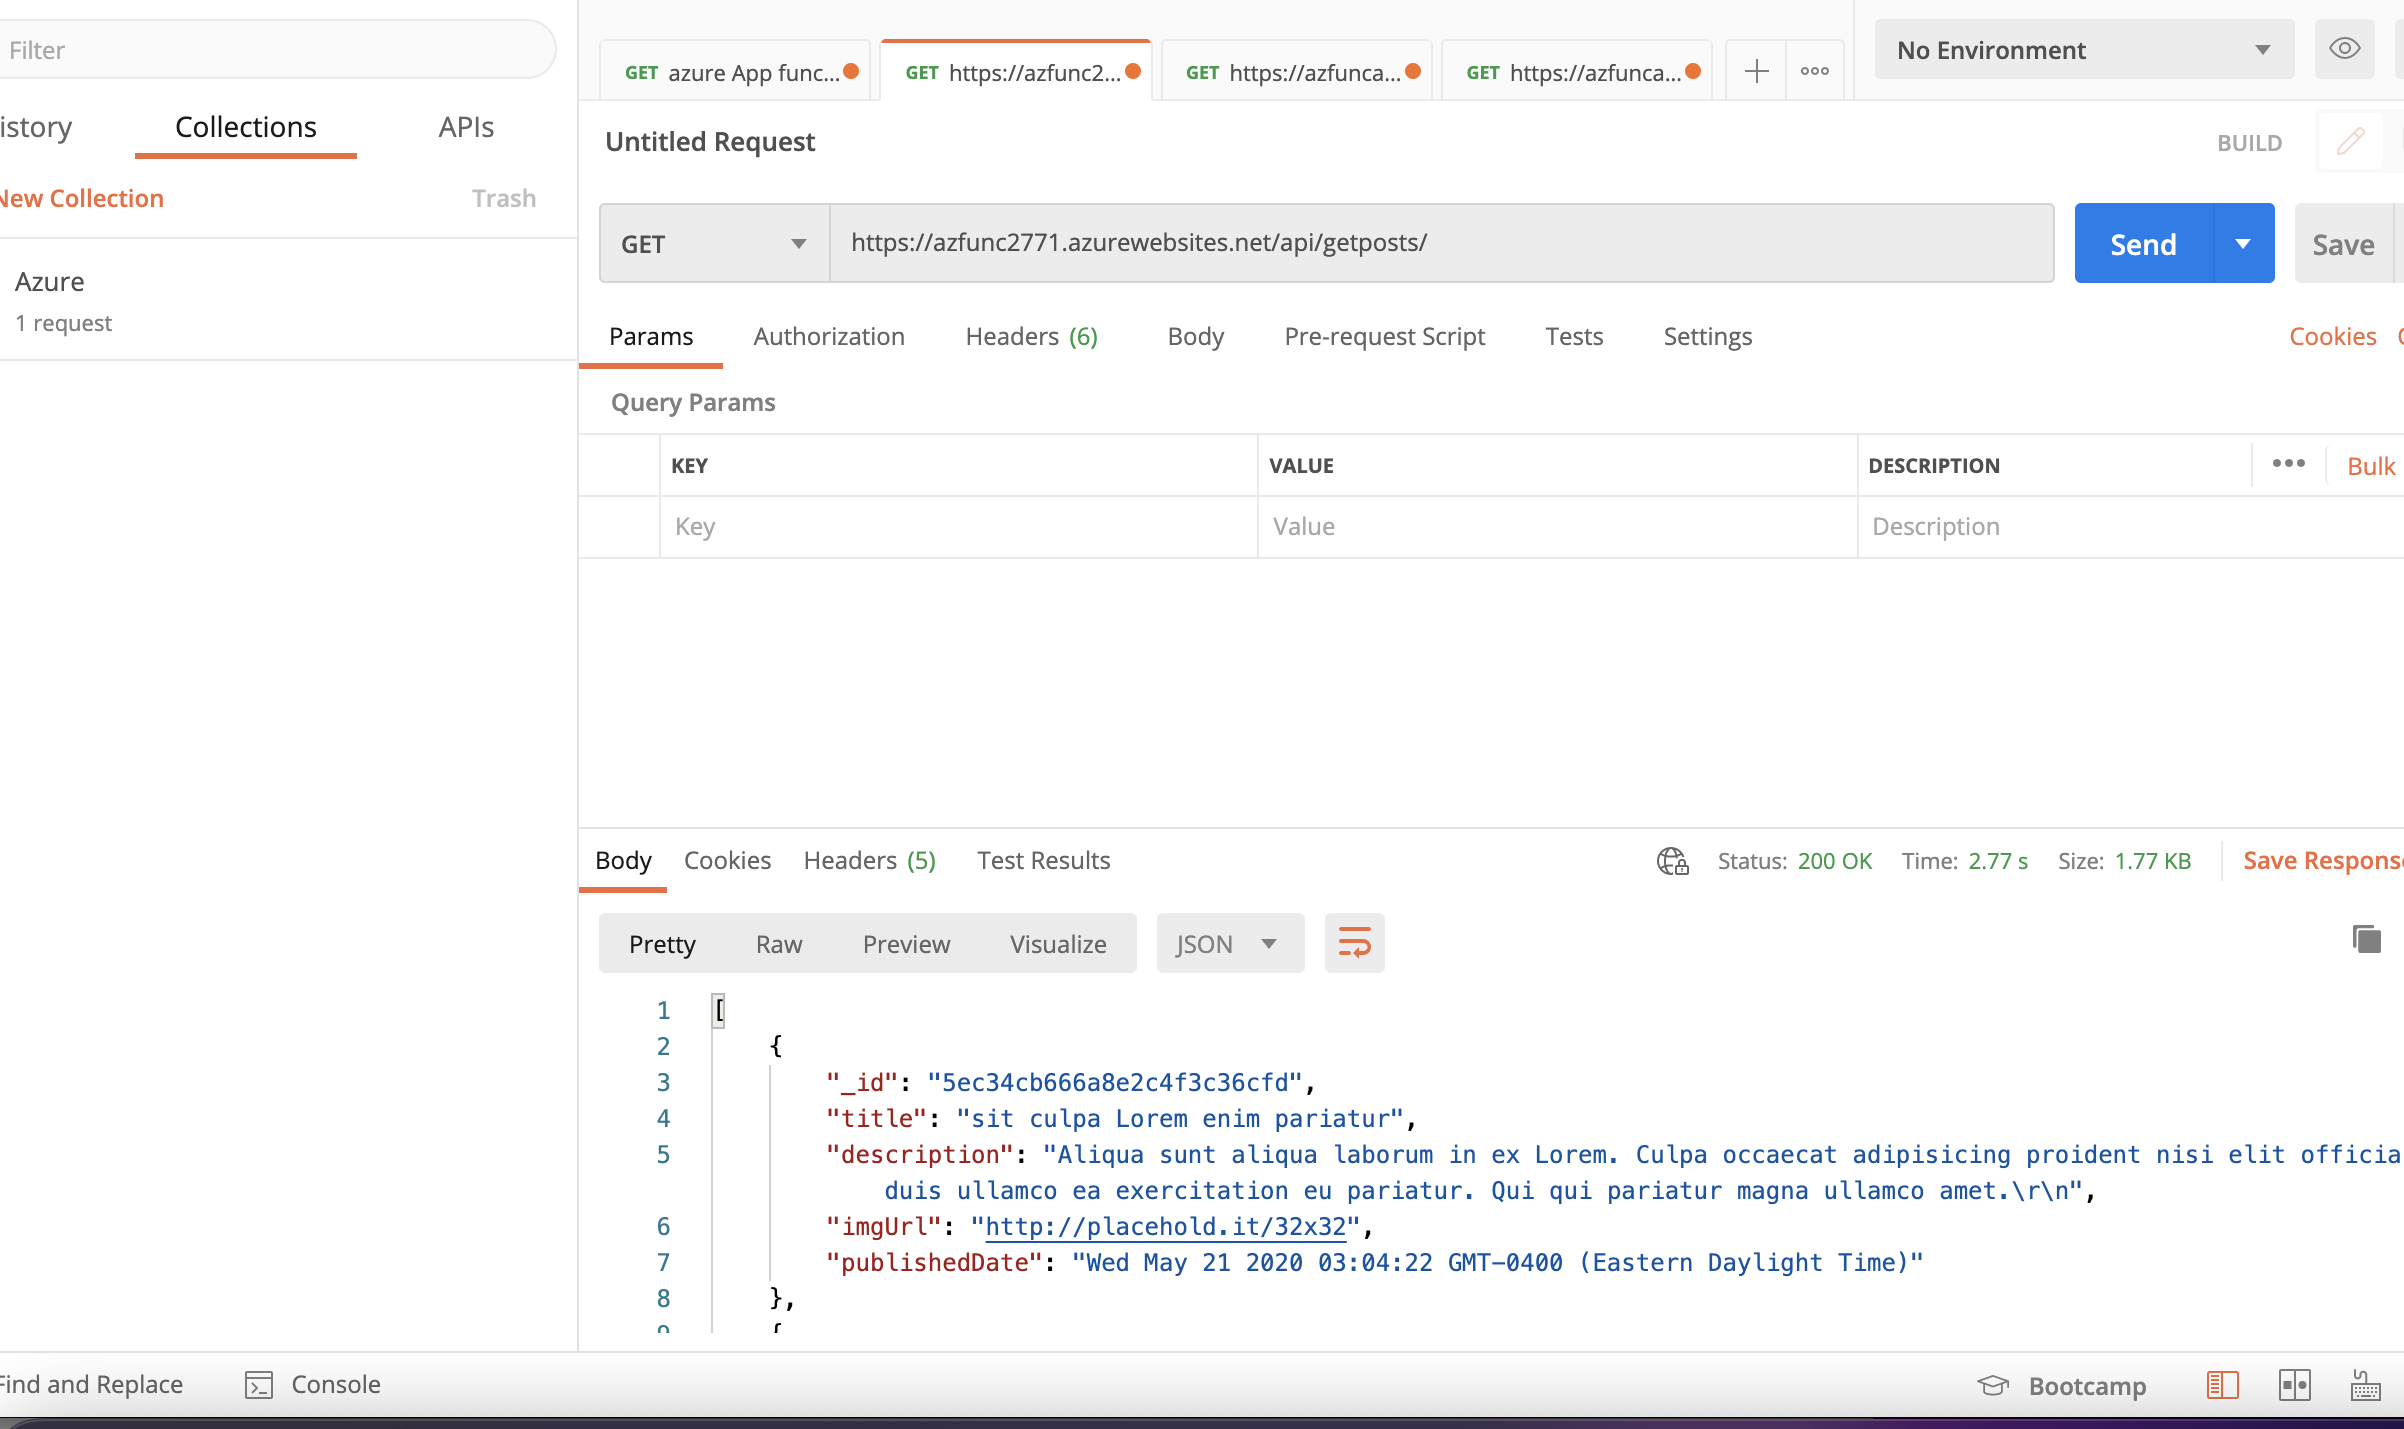 Filter
istory Collections APIs
New Collection Trash
Azure
1 request
GET azure App func...
GET https://azfunc2...
GET https://azfunca...
GET https://azfunca...
No Environment
Untitled Request
BUILD
GET https://azfunc2771.azurewebsites.net/api/getposts/ Send Save
Params Authorization Headers (6) Body Pre-request Script Tests Settings Cookies
Query Params
KEY VALUE DESCRIPTION Bulk
Key Value Description
Body Cookies Headers (5) Test Results Status: 200 OK Time: 2.77 s Size: 1.77 KB Save Response
Pretty Raw Preview Visualize JSON
1 [
2 {
3 "_id": "5ec34cb666a8e2c4f3c36cfd",
4 "title": "sit culpa Lorem enim pariatur",
5 "description": "Aliqua sunt aliqua laborum in ex Lorem. Culpa occaecat adipisicing proident nisi elit officia
duis ullamco ea exercitation eu pariatur. Qui qui pariatur magna ullamco amet.\r\n",
6 "imgUrl": "http://placehold.it/32x32",
7 "publishedDate": "Wed May 21 2020 03:04:22 GMT-0400 (Eastern Daylight Time)"
8 },
9 {
Find and Replace Console Bootcamp